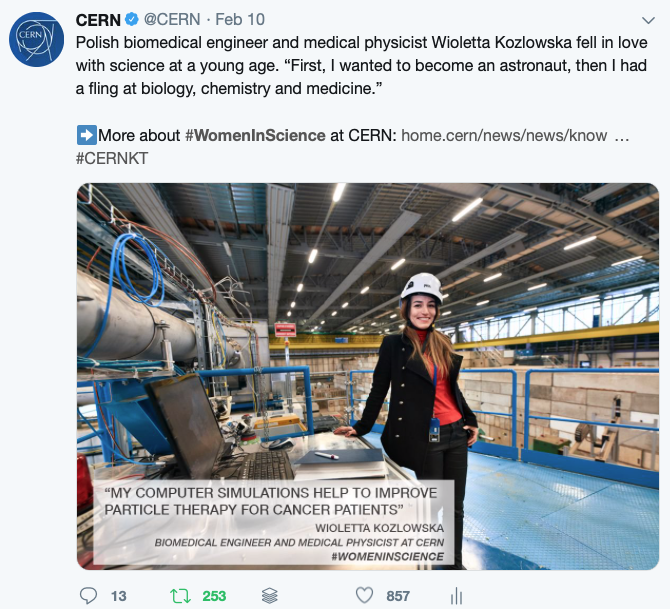 CERN @CERN · Feb 10
Polish biomedical engineer and medical physicist Wioletta Kozlowska fell in love
with science at a young age. “First, I wanted to become an astronaut, then I had
a fling at biology, chemistry and medicine.”
➡More about #WomenInScience at CERN: home.cern/news/news/know …
#CERNKT
CERN
“MY COMPUTER SIMULATIONS HELP TO IMPROVE
PARTICLE THERAPY FOR CANCER PATIENTS”
WIOLETTA KOZLOWSKA
BIOMEDICAL ENGINEER AND MEDICAL PHYSICIST AT CERN
#WOMENINSCIENCE
13 253 857